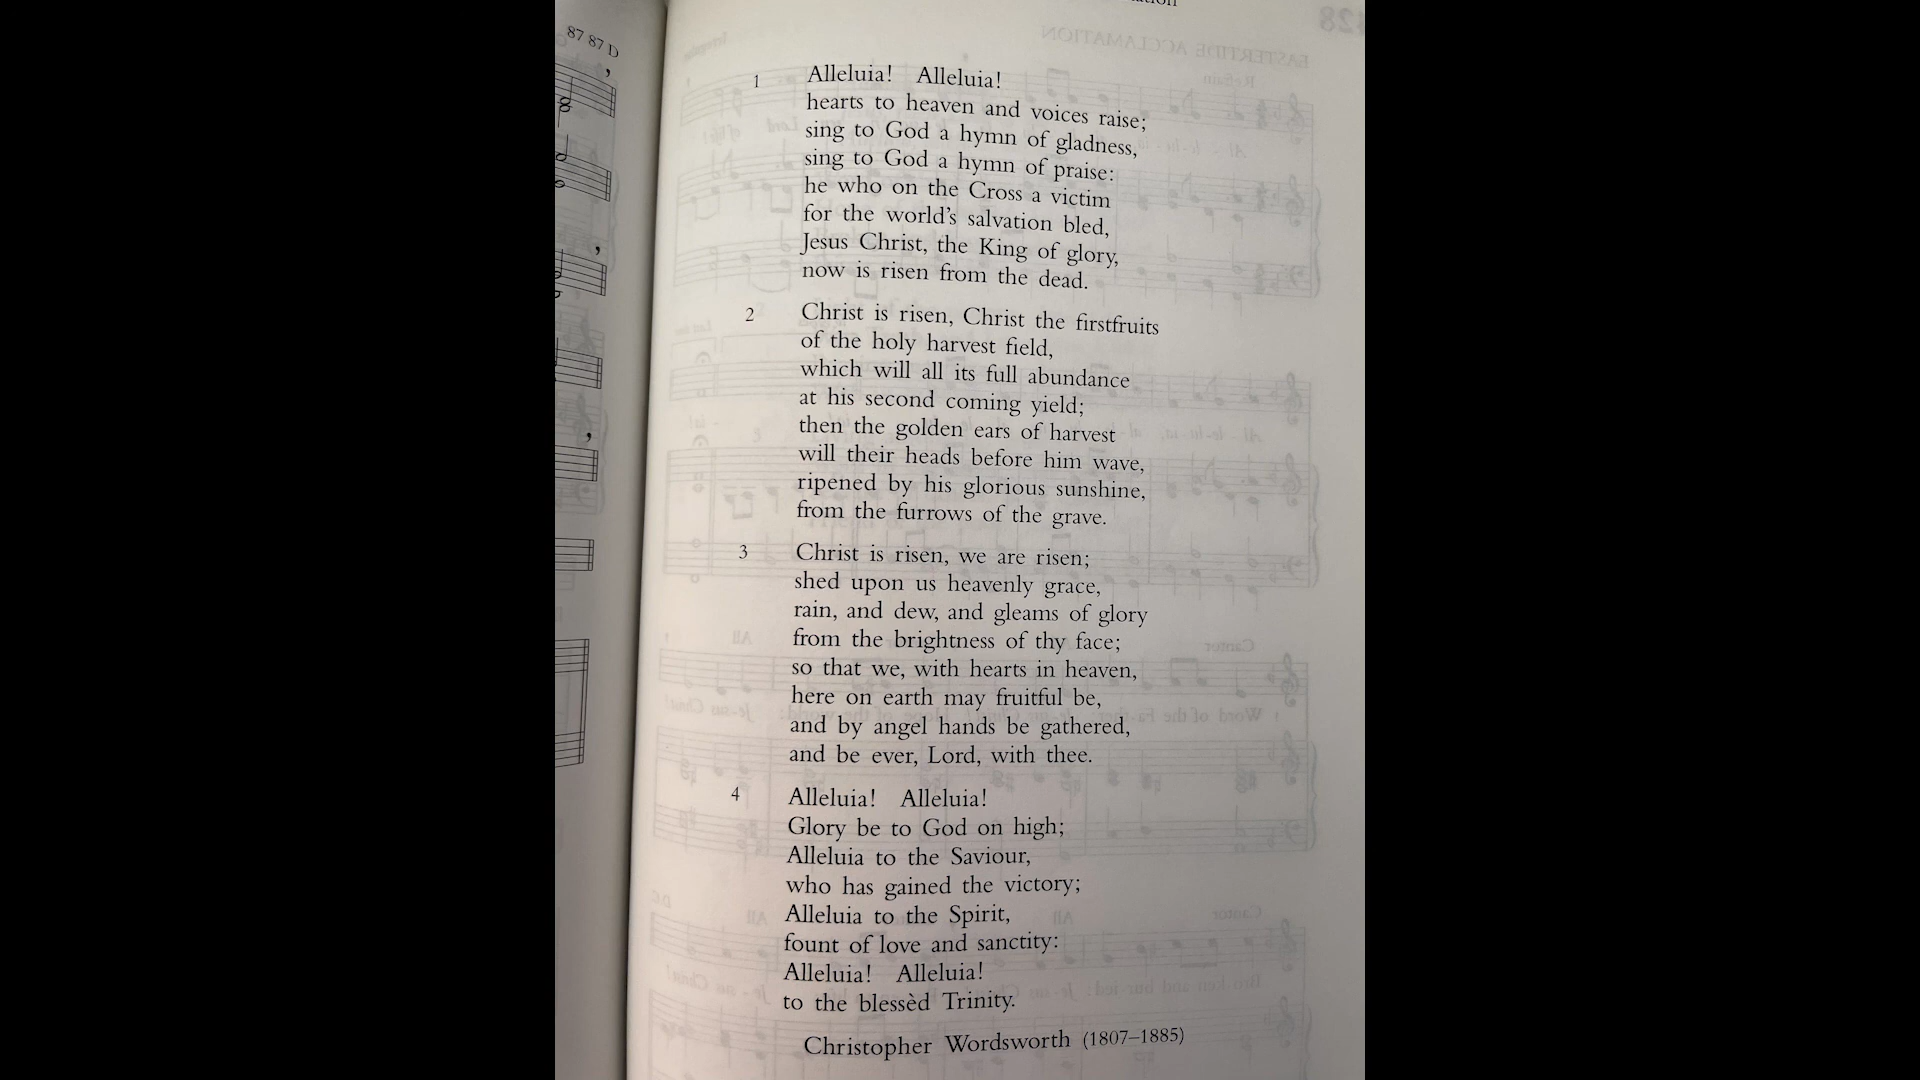 87 87 D
1 Alleluia! Alleluia!
hearts to heaven and voices raise;
sing to God a hymn of gladness,
sing to God a hymn of praise:
he who on the Cross a victim
for the world's salvation bled,
Jesus Christ, the King of glory,
now is risen from the dead.
2 Christ is risen, Christ the firstfruits
of the holy harvest field,
which will all its full abundance
at his second coming yield;
then the golden ears of harvest
will their heads before him wave,
ripened by his glorious sunshine,
from the furrows of the grave.
3 Christ is risen, we are risen;
shed upon us heavenly grace,
rain, and dew, and gleams of glory
from the brightness of thy face;
so that we, with hearts in heaven,
here on earth may fruitful be,
and by angel hands be gathered,
and be ever, Lord, with thee.
4 Alleluia! Alleluia!
Glory be to God on high;
Alleluia to the Saviour,
who has gained the victory;
Alleluia to the Spirit,
fount of love and sanctity:
Alleluia! Alleluia!
to the blessèd Trinity.
Christopher Wordsworth (1807–1885)